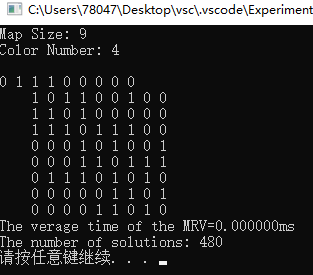 C:\Users\78047\Desktop\vsc\.vscode\Experiment
Map Size: 9
Color Number: 4
0 1 1 1 0 0 0 0 0
1 0 1 1 0 0 1 0 0
1 1 0 1 0 0 0 0 0
1 1 1 0 1 0 1 1 0 0
0 0 0 1 0 1 0 0 1
0 0 0 1 1 0 1 1 1
0 1 1 1 0 1 0 1 0
0 0 0 0 0 1 1 0 1
0 0 0 0 1 1 0 1 0
The verage time of the MRV=0.000000ms
The number of solutions: 480
请按任意键继续. . .